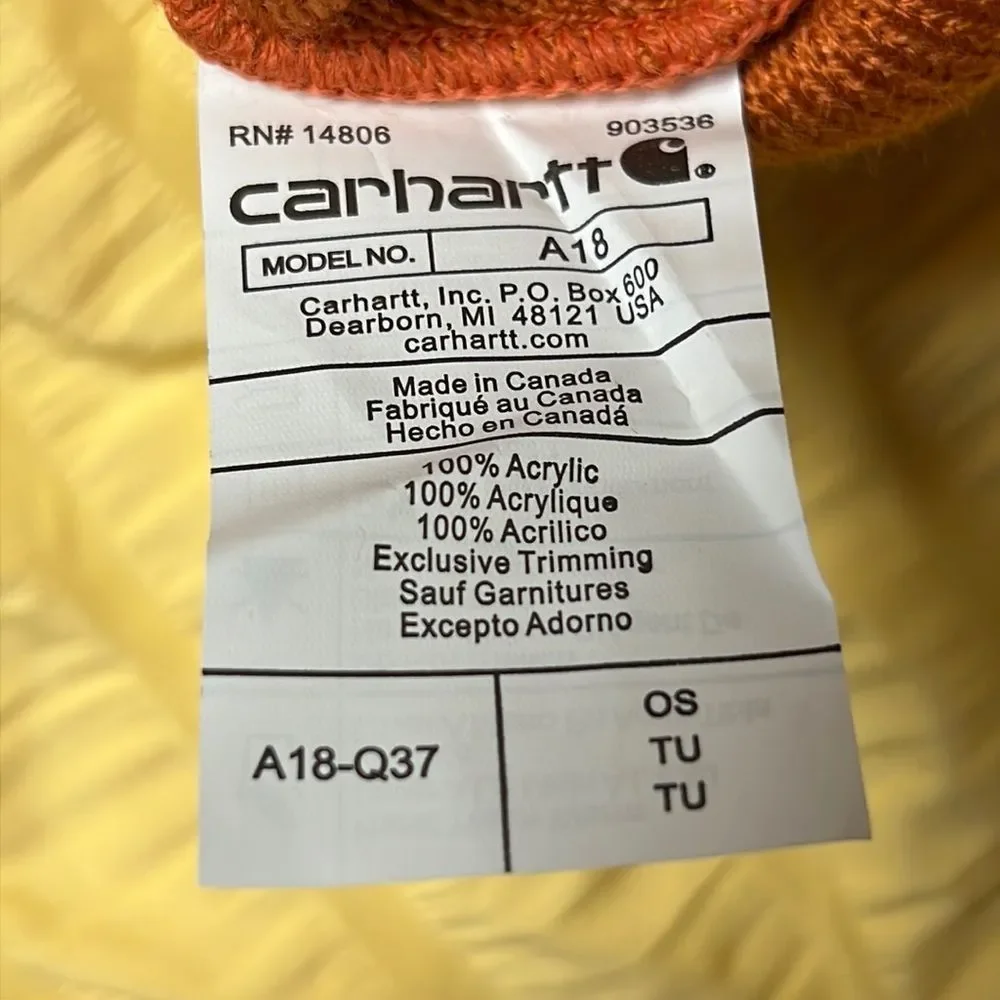 RN# 14806 903536
carhartt ®
MODEL NO. A18
Carhartt, Inc. P.O. Box 600
Dearborn, MI 48121 USA
carhartt.com
Made in Canada
Fabriqué au Canada
Hecho en Canadá
100% Acrylic
100% Acrylique
100% Acrilico
Exclusive Trimming
Sauf Garnitures
Excepto Adorno
A18-Q37
OS
TU
TU